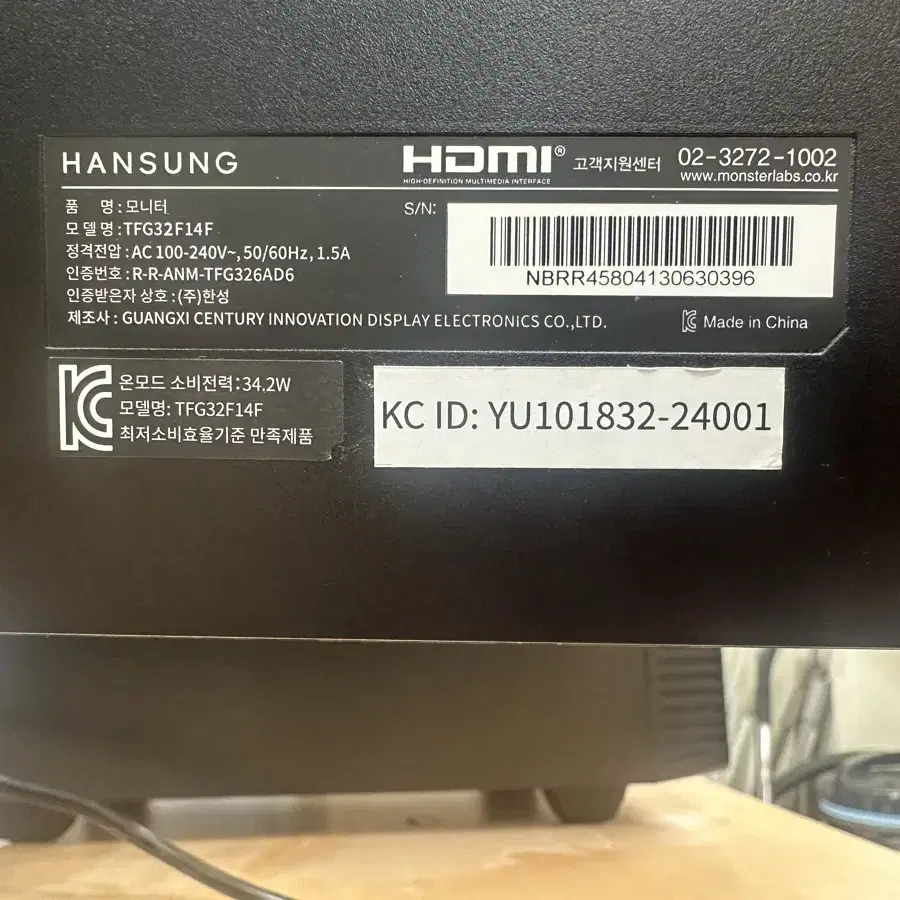 HANSUNG
HDMI®
HIGH-DEFINITION MULTIMEDIA INTERFACE
고객지원센터 02-3272-1002
www.monsterlabs.co.kr
품 명 : 모니터
모 델 명 : TFG32F14F
정격전압 : AC 100-240V~, 50/60Hz, 1.5A
인증번호 : R-R-ANM-TFG326AD6
인증받은자 상호 : (주)한성
제조사 : GUANGXI CENTURY INNOVATION DISPLAY ELECTRONICS CO.,LTD.
S/N:
NBRR45804130630396
Made in China
온모드 소비전력 : 34.2W
모델명: TFG32F14F
최저소비효율기준 만족제품
KC ID: YU101832-24001